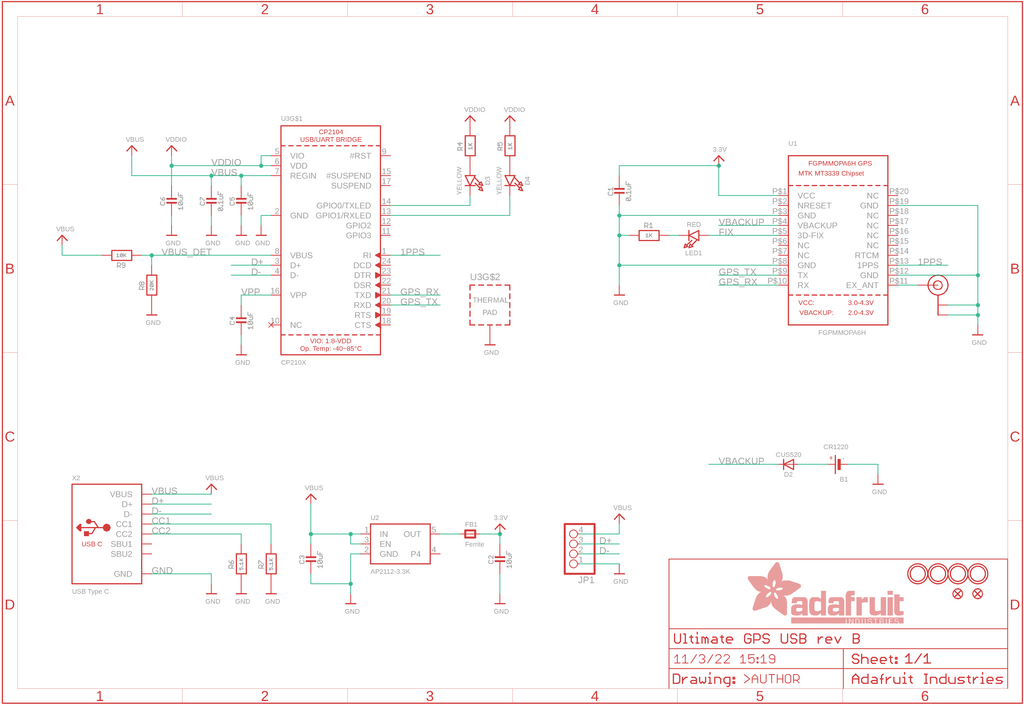 1 2 3 4 5 6
A A
VBUS VDDIO
U3G$1
CP2104
USB/UART BRIDGE
5 VIO
6 VDD
7 REGIN
2 GND
3 D+
4 D-
8 VBUS
16 VPP
10 NC
#RST 9
#SUSPEND 15
SUSPEND 17
GPIO0/TXLED 14
GPIO1/RXLED 13
GPIO2 12
GPIO3 11
RI 1
DCD 24
DTR 23
DSR 22
TXD 21
RXD 20
RTS 19
CTS 18
VIO: 1.8-VDD
Op. Temp: -40~85°C
CP210X
VDDIO
VBUS
C6 10uF
C7 0.1uF
C5 10uF
GND GND GND GND
D+
D-
VBUS
VBUS_DET
10K
R9
R8 20K
GND
VPP
C4 10uF
GND
1PPS
GPS_RX
GPS_TX
VDDIO VDDIO
R4 1K
R5 1K
YELLOW D3
YELLOW D4
U3G$2
THERMAL
PAD
GND
3.3V
C1 0.1uF
R1
1K
RED
LED1
GND
VBACKUP
FIX
GPS_TX
GPS_RX
U1
FGPMMOPA6H GPS
MTK MT3339 Chipset
P$1 VCC
P$2 NRESET
P$3 GND
P$4 VBACKUP
P$5 3D-FIX
P$6 NC
P$7 NC
P$8 GND
P$9 TX
P$10 RX
NC P$20
GND P$19
NC P$18
NC P$17
NC P$16
NC P$15
RTCM P$14
1PPS P$13
GND P$12
EX_ANT P$11
VCC: 3.0-4.3V
VBACKUP: 2.0-4.3V
FGPMMOPA6H
1PPS
GND
B B
C C
VBACKUP
CUS520
D2
CR1220
+ -
B1
GND
X2
VBUS
D+
D-
CC1
CC2
SBU1
SBU2
GND
USB C
USB Type C
VBUS
VBUS
D+
D-
CC1
CC2
GND
GND
R6 5.1K
R7 5.1K
GND GND
VBUS
C3 10uF
U2
1 IN
3 EN
2 GND
OUT 5
P4 4
AP2112-3.3K
GND
FB1
Ferrite
3.3V
C2 10uF
GND
4
3
2
1
JP1
VBUS
D+
D-
GND
D D
adafruit
INDUSTRIES
Ultimate GPS USB rev B
11/3/22 15:19
Sheet: 1/1
Drawing: >AUTHOR
Adafruit Industries
1 2 3 4 5 6